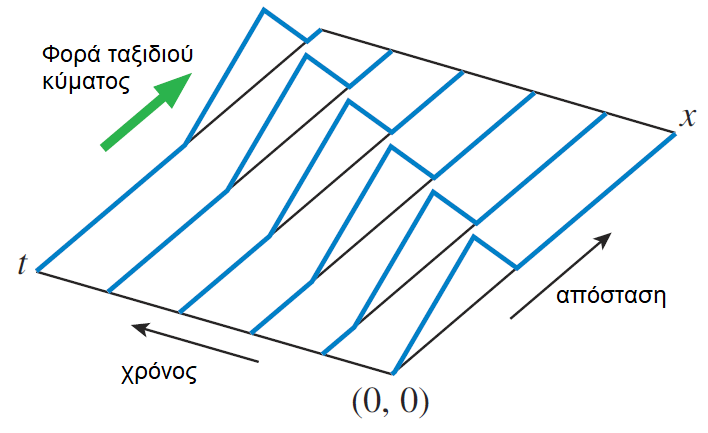 Φορά ταξιδιού
κύματος
x
t
απόσταση
χρόνος
(0, 0)